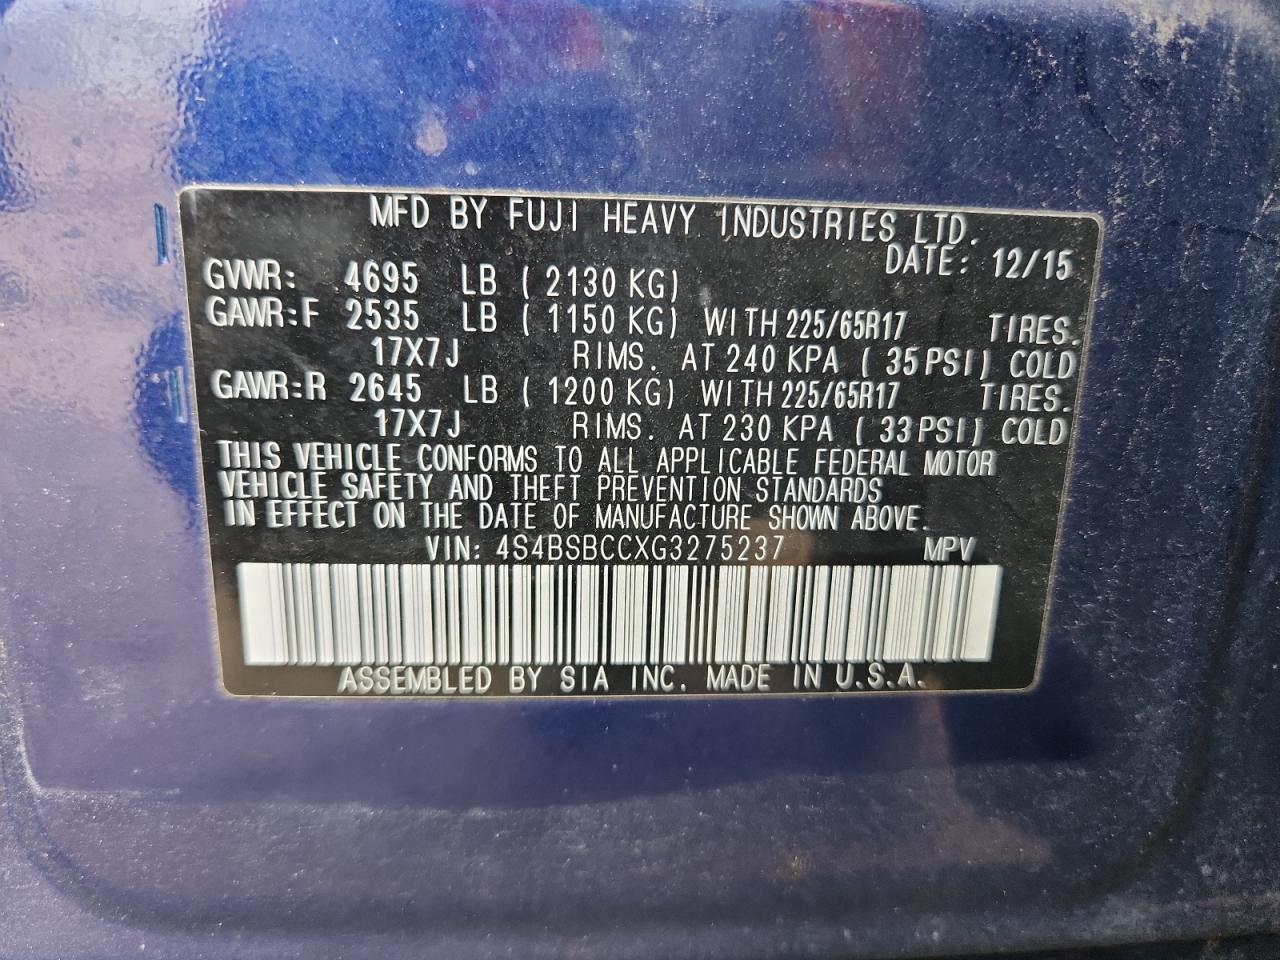 MFD BY FUJI HEAVY INDUSTRIES LTD.
DATE: 12/15
GVWR: 4695 LB ( 2130 KG)
GAWR:F 2535 LB ( 1150 KG) WITH 225/65R17 TIRES.
17X7J RIMS. AT 240 KPA ( 35 PSI) COLD
GAWR:R 2645 LB ( 1200 KG) WITH 225/65R17 TIRES.
17X7J RIMS. AT 230 KPA ( 33 PSI) COLD
THIS VEHICLE CONFORMS TO ALL APPLICABLE FEDERAL MOTOR
VEHICLE SAFETY AND THEFT PREVENTION STANDARDS
IN EFFECT ON THE DATE OF MANUFACTURE SHOWN ABOVE.
VIN: 4S4BSBCCXG3275237 MPV
ASSEMBLED BY SIA INC. MADE IN U.S.A.